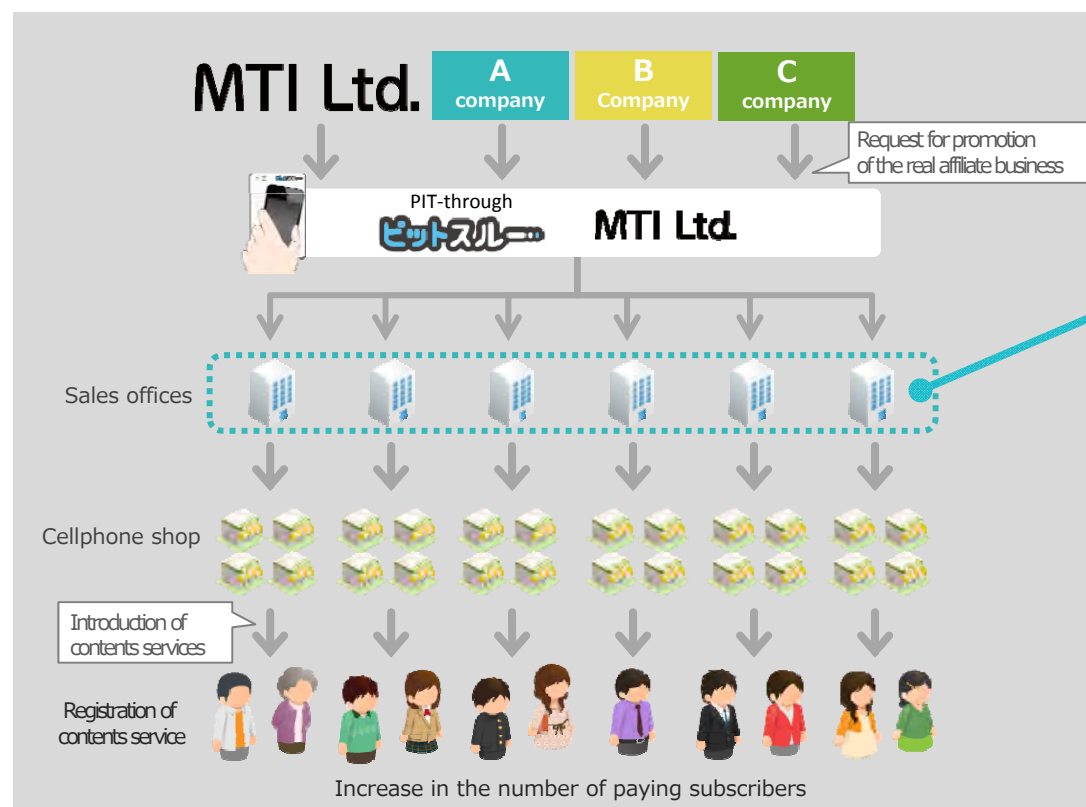 MTI Ltd.
A
company
B
Company
C
company
Request for promotion
of the real affiliate business
PIT-through
ピットスルー
MTI Ltd.
Sales offices
Cellphone shop
Introduction of
contents services
Registration of
contents service
Increase in the number of paying subscribers